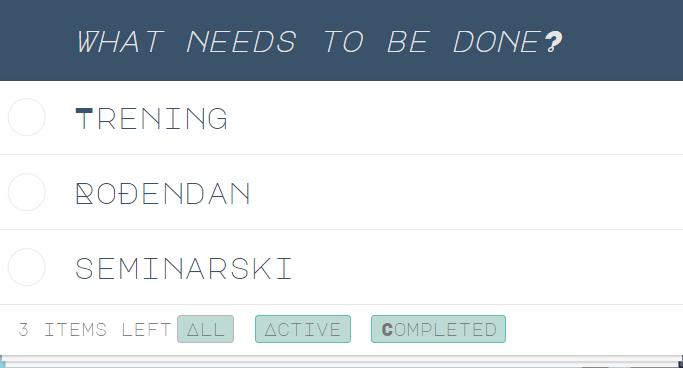 WHAT NEEDS TO BE DONE?
TRENING
ROĐENDAN
SEMINARSKI
3 ITEMS LEFT ALL ACTIVE COMPLETED